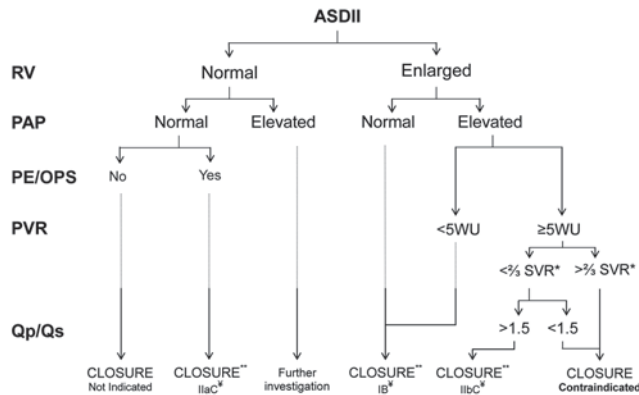 ASDII
RV Normal Enlarged
PAP Normal Elevated Normal Elevated
PE/OPS No Yes
PVR <5WU ≥5WU
<⅔ SVR* >⅔ SVR*
Qp/Qs >1.5 <1.5
CLOSURE CLOSURE** Further CLOSURE** CLOSURE** CLOSURE
Not Indicated IIaC¥ investigation IB¥ IIbC¥ Contraindicated